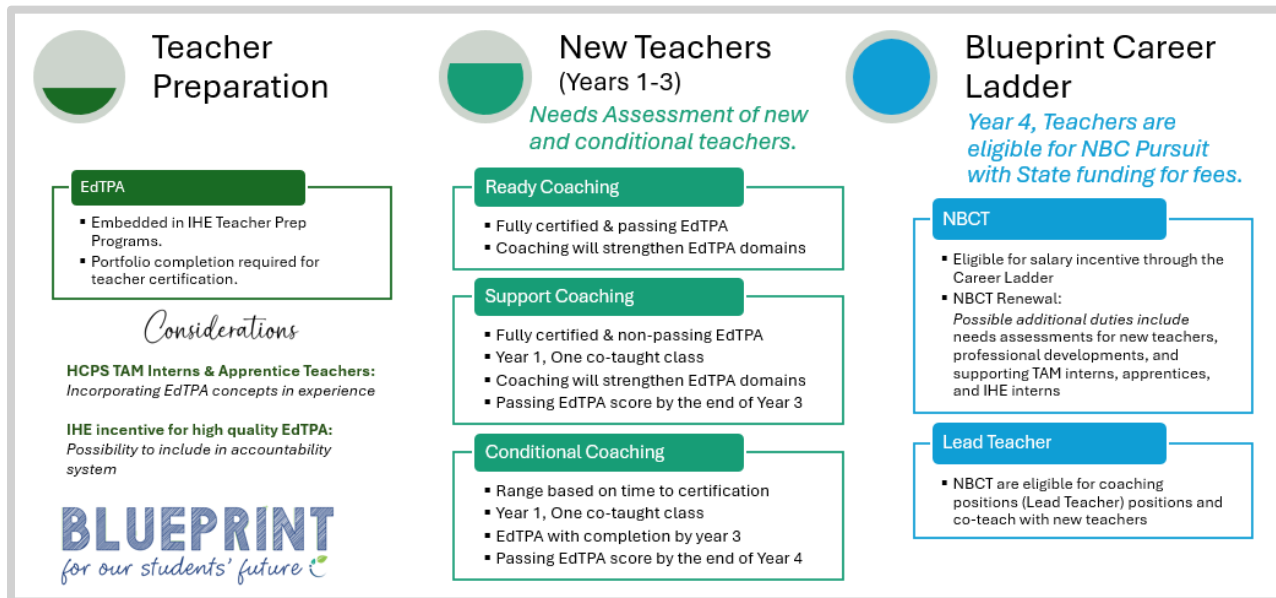 Teacher
Preparation
EdTPA
▪ Embedded in IHE Teacher Prep
Programs.
▪ Portfolio completion required for
teacher certification.
Considerations
HCPS TAM Interns & Apprentice Teachers:
Incorporating EdTPA concepts in experience
IHE incentive for high quality EdTPA:
Possibility to include in accountability
system
BLUEPRINT
for our students' future
New Teachers
(Years 1-3)
Needs Assessment of new
and conditional teachers.
Ready Coaching
▪ Fully certified & passing EdTPA
▪ Coaching will strengthen EdTPA domains
Support Coaching
▪ Fully certified & non-passing EdTPA
▪ Year 1, One co-taught class
▪ Coaching will strengthen EdTPA domains
▪ Passing EdTPA score by the end of Year 3
Conditional Coaching
▪ Range based on time to certification
▪ Year 1, One co-taught class
▪ EdTPA with completion by year 3
▪ Passing EdTPA score by the end of Year 4
Blueprint Career
Ladder
Year 4, Teachers are
eligible for NBC Pursuit
with State funding for fees.
NBCT
▪ Eligible for salary incentive through the
Career Ladder
▪ NBCT Renewal:
Possible additional duties include
needs assessments for new teachers,
professional developments, and
supporting TAM interns, apprentices,
and IHE interns
Lead Teacher
▪ NBCT are eligible for coaching
positions (Lead Teacher) positions and
co-teach with new teachers